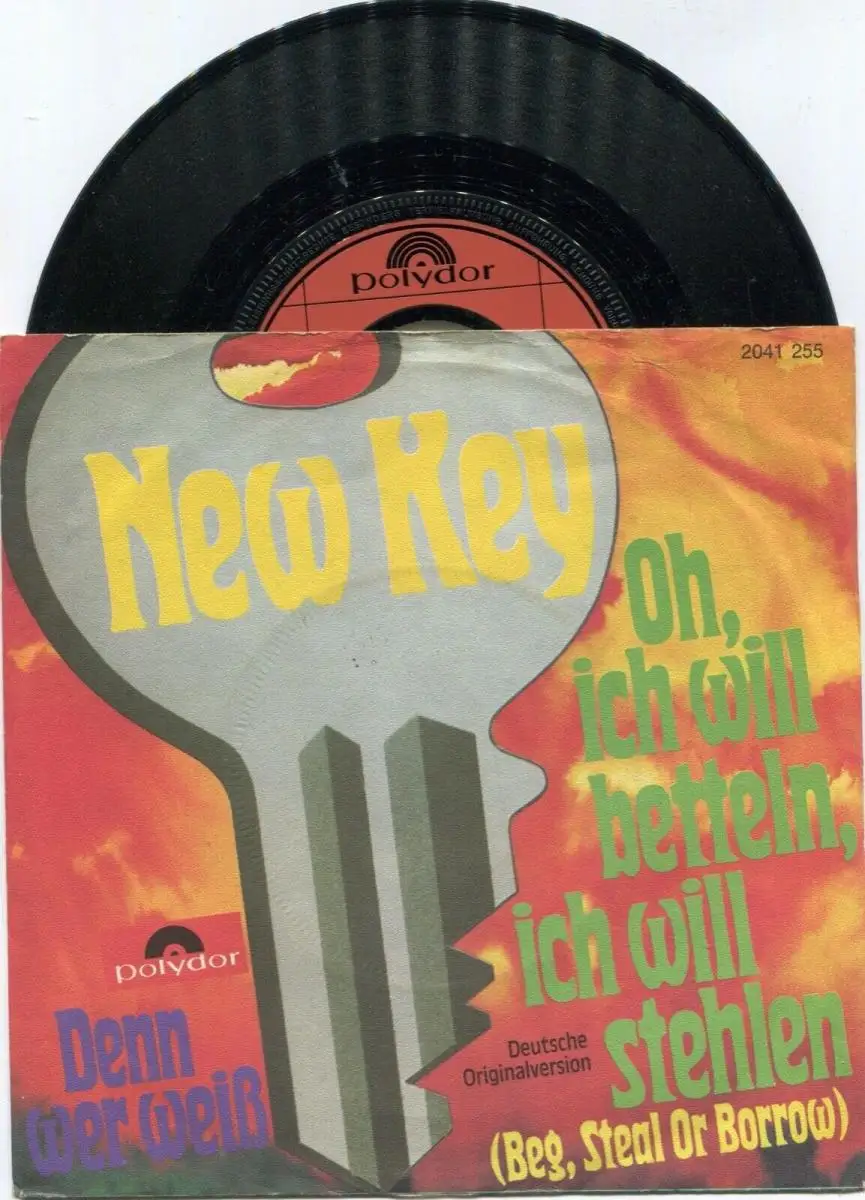 polydor
2041 255
New Key
Oh,
ich will
betteln,
ich will
stehlen
(Beg, Steal Or Borrow)
Deutsche
Originalversion
polydor
Denn
wer weiß